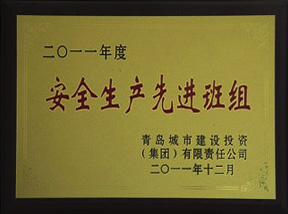 二〇一一年度
安全生产先进班组
青岛城市建设投资
(集团)有限责任公司
二〇一一年十二月